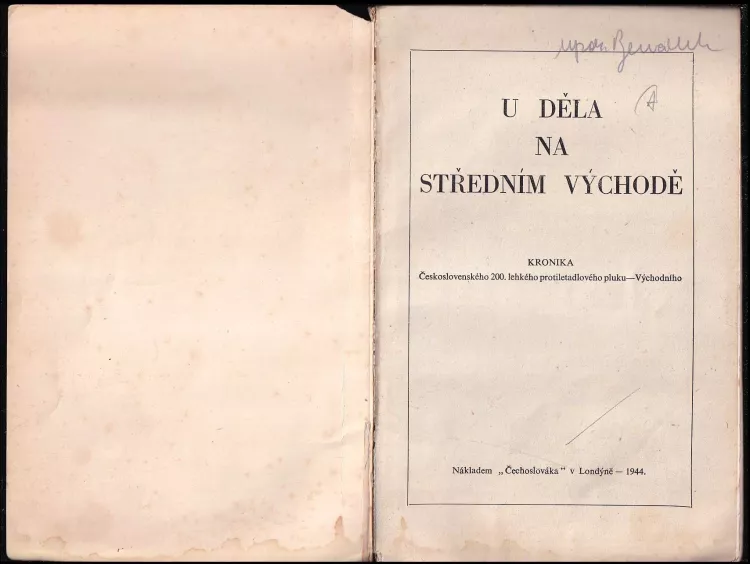 U DĚLA
NA
STŘEDNÍM VÝCHODĚ
KRONIKA
Československého 200. lehkého protiletadlového pluku—Východního
Nákladem „Čechoslováka" v Londýně — 1944.